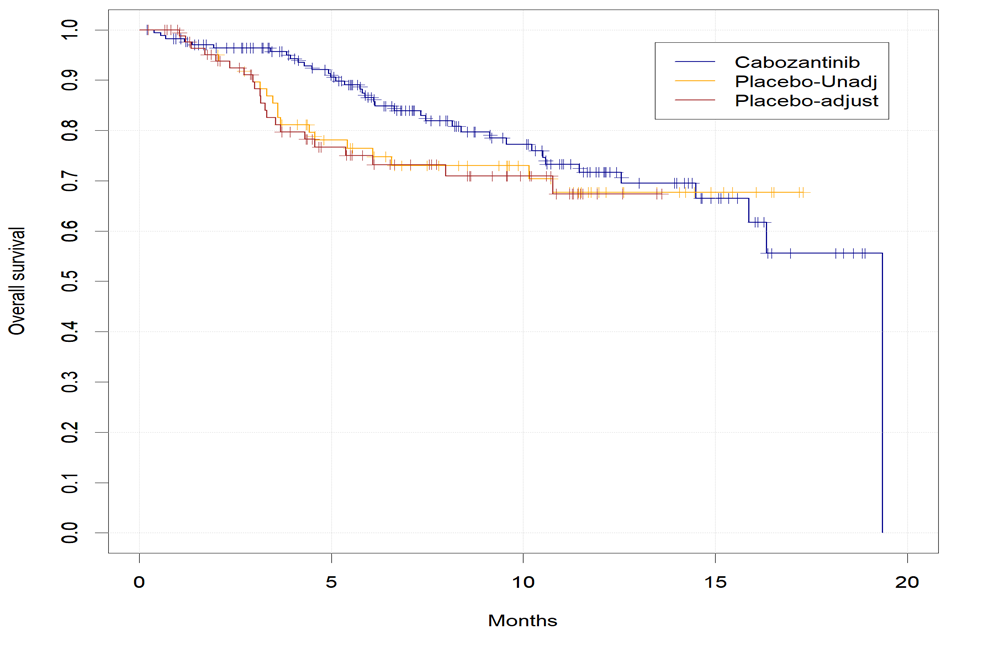 Cabozantinib
Placebo-Unadj
Placebo-adjust
Overall survival
1.0
0.9
0.8
0.7
0.6
0.5
0.4
0.3
0.2
0.1
0.0
0 5 10 15 20
Months